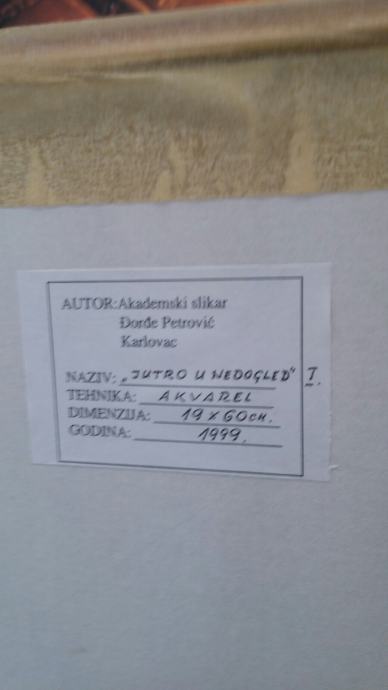 AUTOR:Akademski slikar
Đorđe Petrović
Karlovac
NAZIV: „JUTRO U NEDOGLED" I.
TEHNIKA: AKVAREL
DIMENZIJA: 19 x 60 cm.
GODINA: 1999.